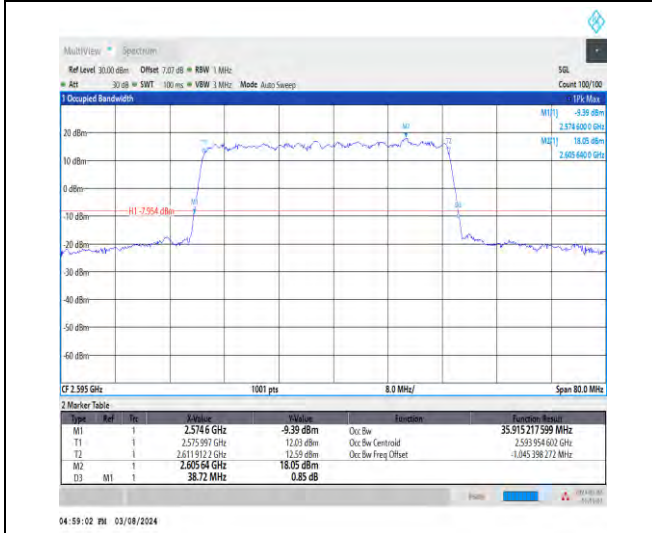 MultiView Spectrum
Ref Level 30.00 dBm Offset 7.07 dB RBW 1 MHz SGL
Att 30 dB SWT 100 ms VBW 3 MHz Mode Auto Sweep Count 100/100
1 Occupied Bandwidth 1Pk Max
M1[1] -9.39 dBm
2.574 600 0 GHz
M2[1] 18.05 dBm
2.605 640 0 GHz
20 dBm
M2
T1 T2
10 dBm
0 dBm
M1
-10 dBm H1 -7.954 dBm
-20 dBm
-30 dBm
-40 dBm
-50 dBm
-60 dBm
CF 2.595 GHz 1001 pts 8.0 MHz/ Span 80.0 MHz
2 Marker Table
Type Ref Trc X-Value Y-Value Function Function Result
M1 1 2.574 6 GHz -9.39 dBm Occ Bw 35.915 217 599 MHz
T1 1 2.575 997 GHz 12.03 dBm Occ Bw Centroid 2.593 954 602 GHz
T2 1 2.611 912 2 GHz 12.59 dBm Occ Bw Freq Offset -1.045 398 272 MHz
M2 1 2.605 64 GHz 18.05 dBm
D3 M1 1 38.72 MHz 0.85 dB
04:59:02 PM 03/08/2024